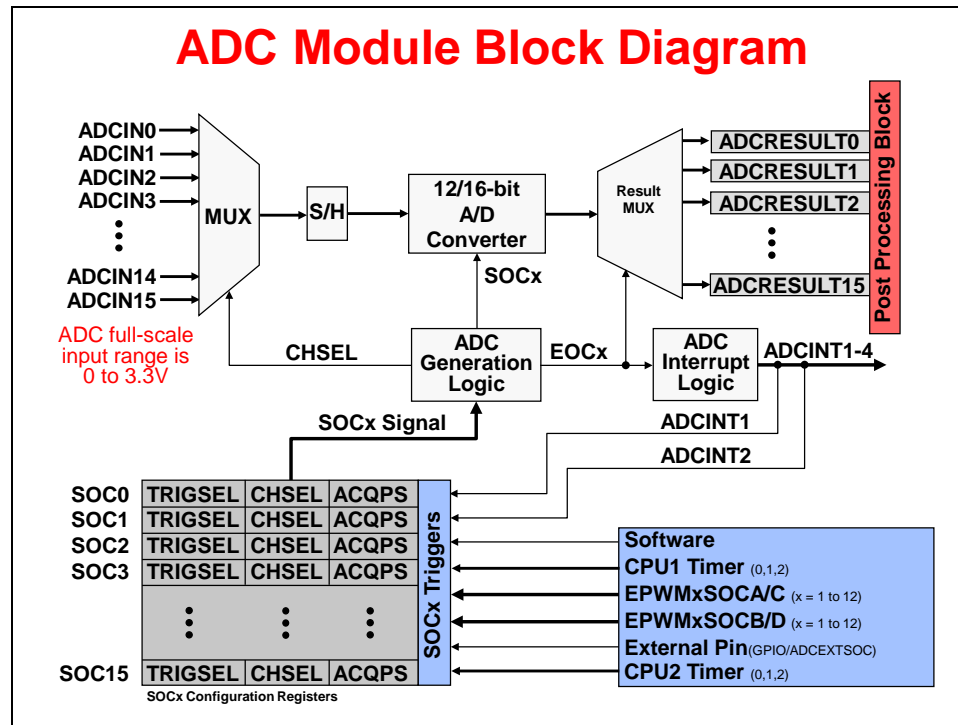 ADC Module Block Diagram
ADCIN0
ADCIN1
ADCIN2
ADCIN3
ADCIN14
ADCIN15
MUX
S/H
12/16-bit
A/D
Converter
Result
MUX
ADCRESULT0
ADCRESULT1
ADCRESULT2
ADCRESULT15
Post Processing Block
SOCx
ADC full-scale
input range is
0 to 3.3V
CHSEL
ADC
Generation
Logic
EOCx
ADC
Interrupt
Logic
ADCINT1-4
SOCx Signal
ADCINT1
ADCINT2
SOC0 TRIGSEL CHSEL ACQPS
SOC1 TRIGSEL CHSEL ACQPS
SOC2 TRIGSEL CHSEL ACQPS
SOC3 TRIGSEL CHSEL ACQPS
SOC15 TRIGSEL CHSEL ACQPS
SOCx Configuration Registers
SOCx Triggers
Software
CPU1 Timer (0,1,2)
EPWMxSOCA/C (x = 1 to 12)
EPWMxSOCB/D (x = 1 to 12)
External Pin(GPIO/ADCEXTSOC)
CPU2 Timer (0,1,2)